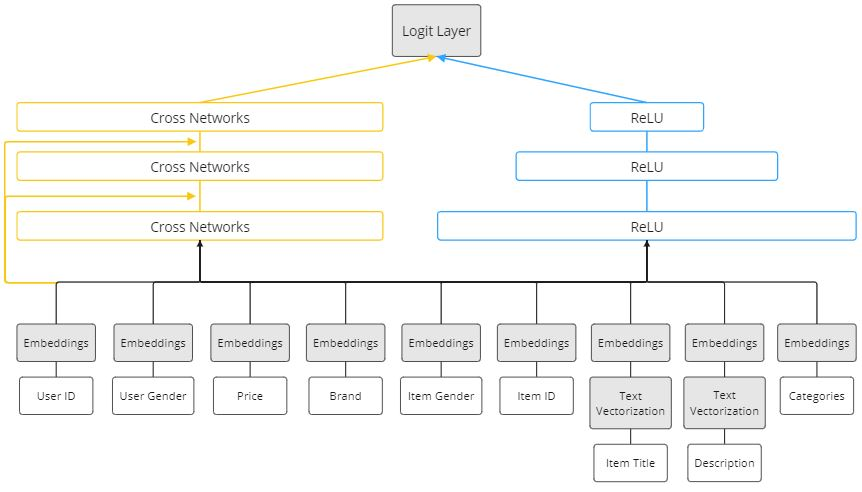 Logit Layer
Cross Networks
ReLU
Cross Networks
ReLU
Cross Networks
ReLU
Embeddings
Embeddings
Embeddings
Embeddings
Embeddings
Embeddings
Embeddings
Embeddings
Embeddings
User ID
User Gender
Price
Brand
Item Gender
Item ID
Text
Vectorization
Text
Vectorization
Categories
Item Title
Description